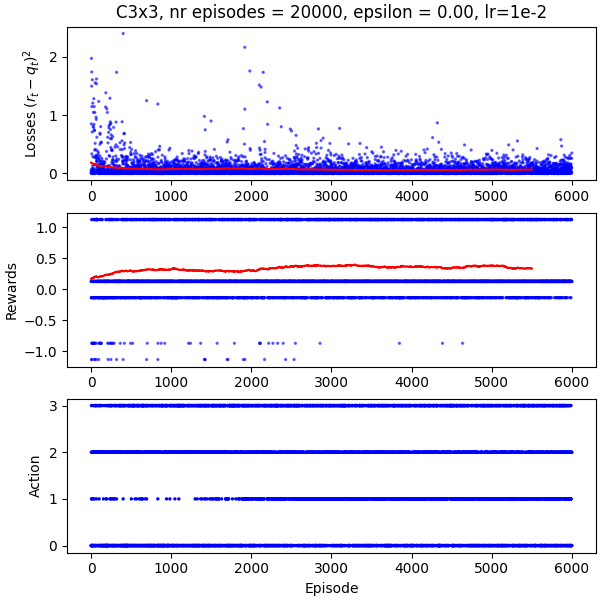 C3x3, nr episodes = 20000, epsilon = 0.00, lr=1e-2
Losses (r_t − q_t)²
2
1
0
0 1000 2000 3000 4000 5000 6000
Rewards
1.0
0.5
0.0
−0.5
−1.0
0 1000 2000 3000 4000 5000 6000
Action
3
2
1
0
0 1000 2000 3000 4000 5000 6000
Episode